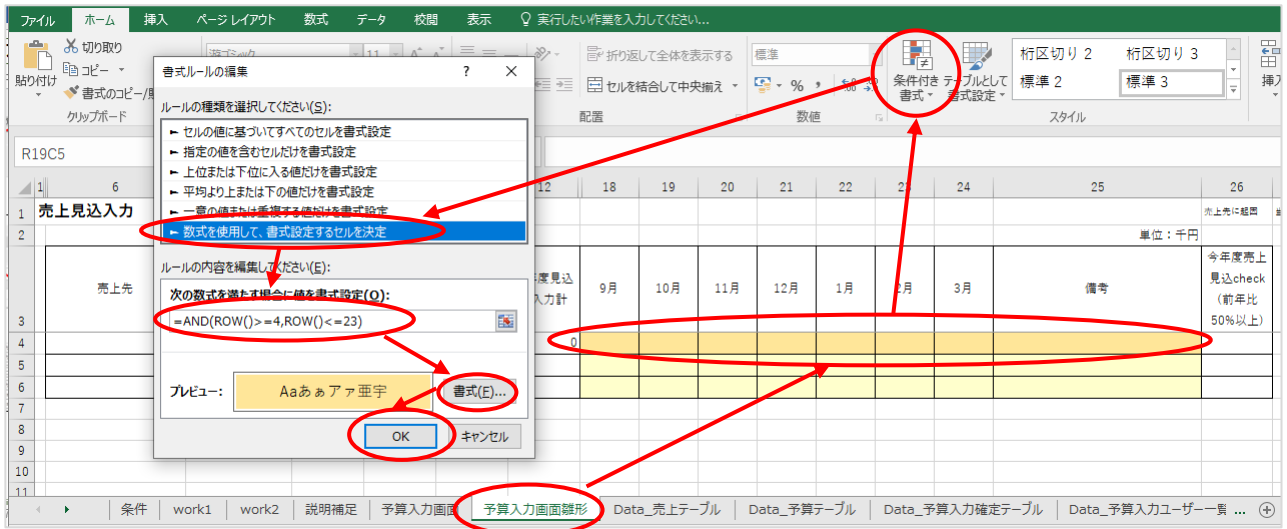 ファイル ホーム 挿入 ページ レイアウト 数式 データ 校閲 表示 実行したい作業を入力してください...
切り取り
コピー
書式のコピー/
貼り付け
クリップボード
游ゴシック 11
折り返して全体を表示する
セルを結合して中央揃え
配置
標準
%
数値
条件付き
書式
テーブルとして
書式設定
桁区切り 2 桁区切り 3
標準 2 標準 3
スタイル
挿入
R19C5
書式ルールの編集 ? ×
ルールの種類を選択してください(S):
► セルの値に基づいてすべてのセルを書式設定
► 指定の値を含むセルだけを書式設定
► 上位または下位に入る値だけを書式設定
► 平均より上または下の値だけを書式設定
► 一意の値または重複する値だけを書式設定
► 数式を使用して、書式設定するセルを決定
ルールの内容を編集してください(E):
次の数式を満たす場合に値を書式設定(O):
=AND(ROW()>=4,ROW()<=23)
プレビュー: Aaあぁアァ亜宇 書式(F)...
OK キャンセル
1 6 12 18 19 20 21 22 23 24 25 26
1 売上見込入力 売上先に起因
2 単位：千円
3 売上先 度見込
入力計 9月 10月 11月 12月 1月 2月 3月 備考 今年度売上
見込check
（前年比
50%以上）
4 0
5
6
7
8
9
10
11
条件 work1 work2 説明補足 予算入力画面 予算入力画面雛形 Data_売上テーブル Data_予算テーブル Data_予算入力確定テーブル Data_予算入力ユーザー一覧 ...